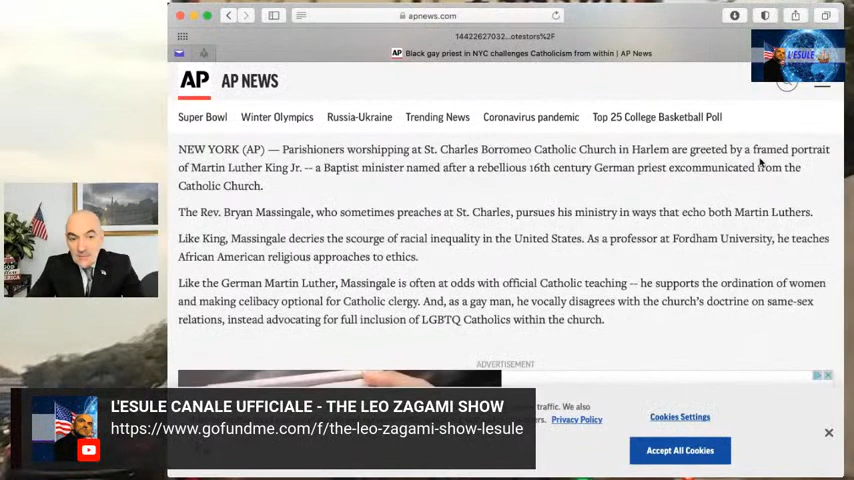 apnews.com
14422627032...otestors%2F
AP Black gay priest in NYC challenges Catholicism from within | AP News
L'ESULE
AP AP NEWS
Super Bowl Winter Olympics Russia-Ukraine Trending News Coronavirus pandemic Top 25 College Basketball Poll
NEW YORK (AP) — Parishioners worshipping at St. Charles Borromeo Catholic Church in Harlem are greeted by a framed portrait
of Martin Luther King Jr. -- a Baptist minister named after a rebellious 16th century German priest excommunicated from the
Catholic Church.
The Rev. Bryan Massingale, who sometimes preaches at St. Charles, pursues his ministry in ways that echo both Martin Luthers.
Like King, Massingale decries the scourge of racial inequality in the United States. As a professor at Fordham University, he teaches
African American religious approaches to ethics.
Like the German Martin Luther, Massingale is often at odds with official Catholic teaching -- he supports the ordination of women
and making celibacy optional for Catholic clergy. And, as a gay man, he vocally disagrees with the church's doctrine on same-sex
relations, instead advocating for full inclusion of LGBTQ Catholics within the church.
ADVERTISEMENT
traffic. We also
Privacy Policy
Cookies Settings
Accept All Cookies
L'ESULE CANALE UFFICIALE - THE LEO ZAGAMI SHOW
https://www.gofundme.com/f/the-leo-zagami-show-lesule